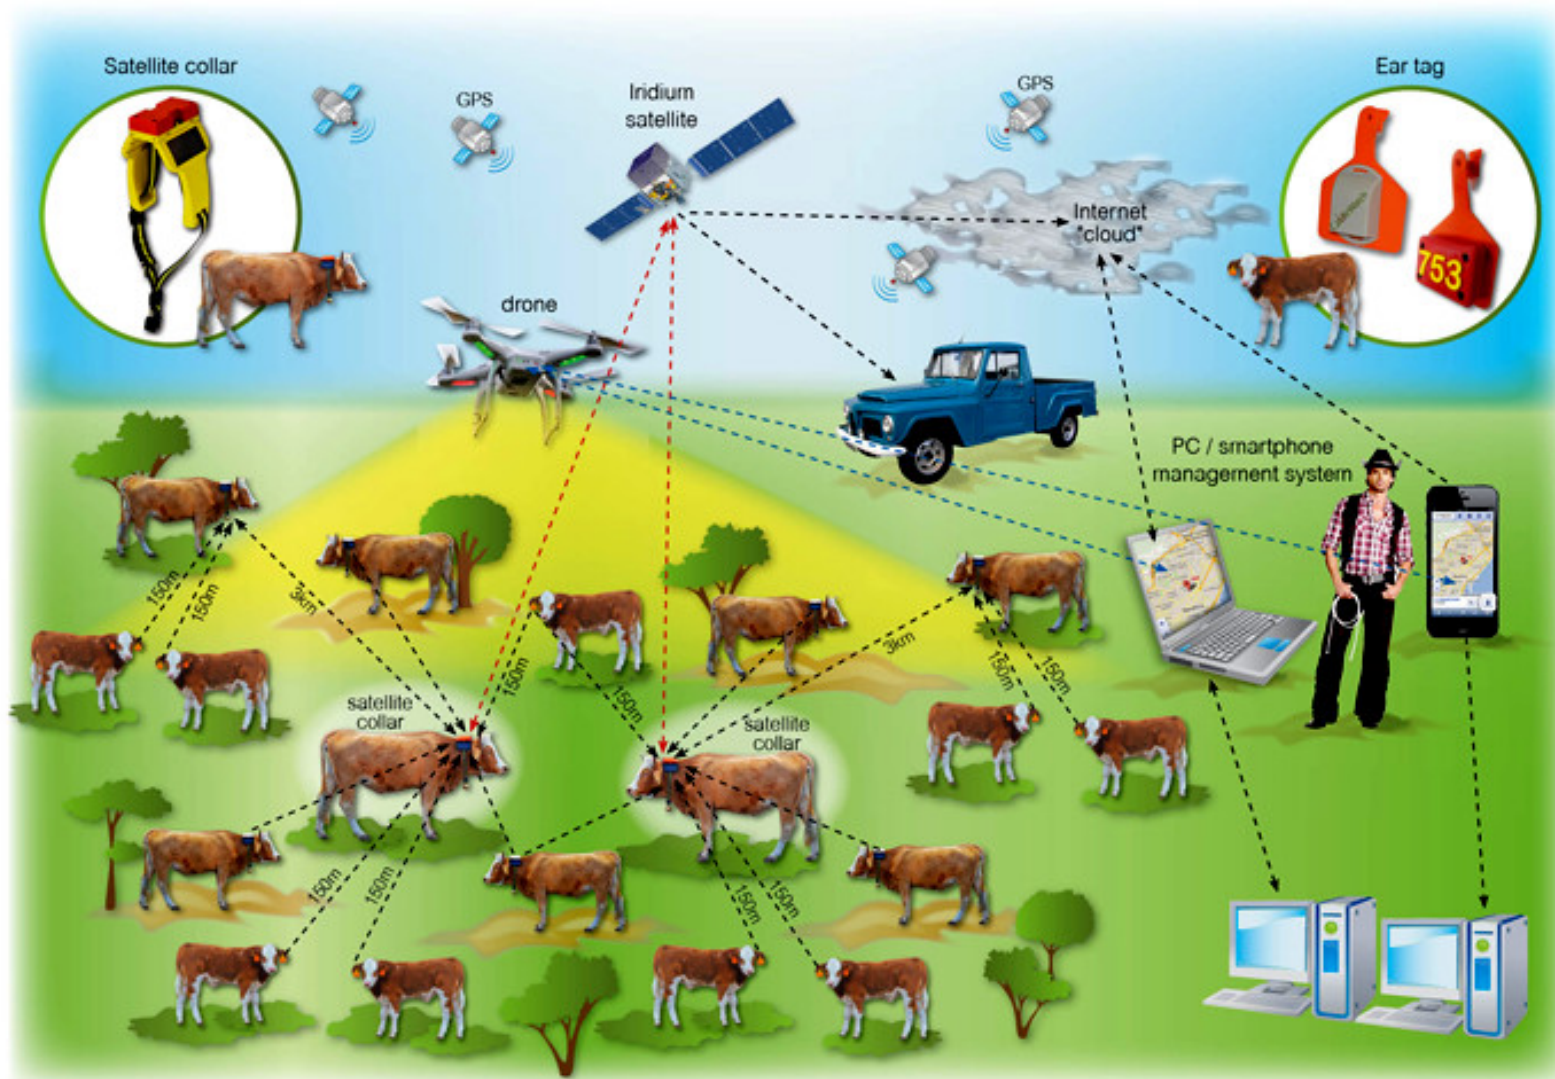 Satellite collar
GPS
Iridium
satellite
GPS
Ear tag
Internet
"cloud"
753
drone
PC / smartphone
management system
150m
150m
3km
150m
150m
3km
150m
150m
satellite
collar
satellite
collar
150m
150m
150m
150m